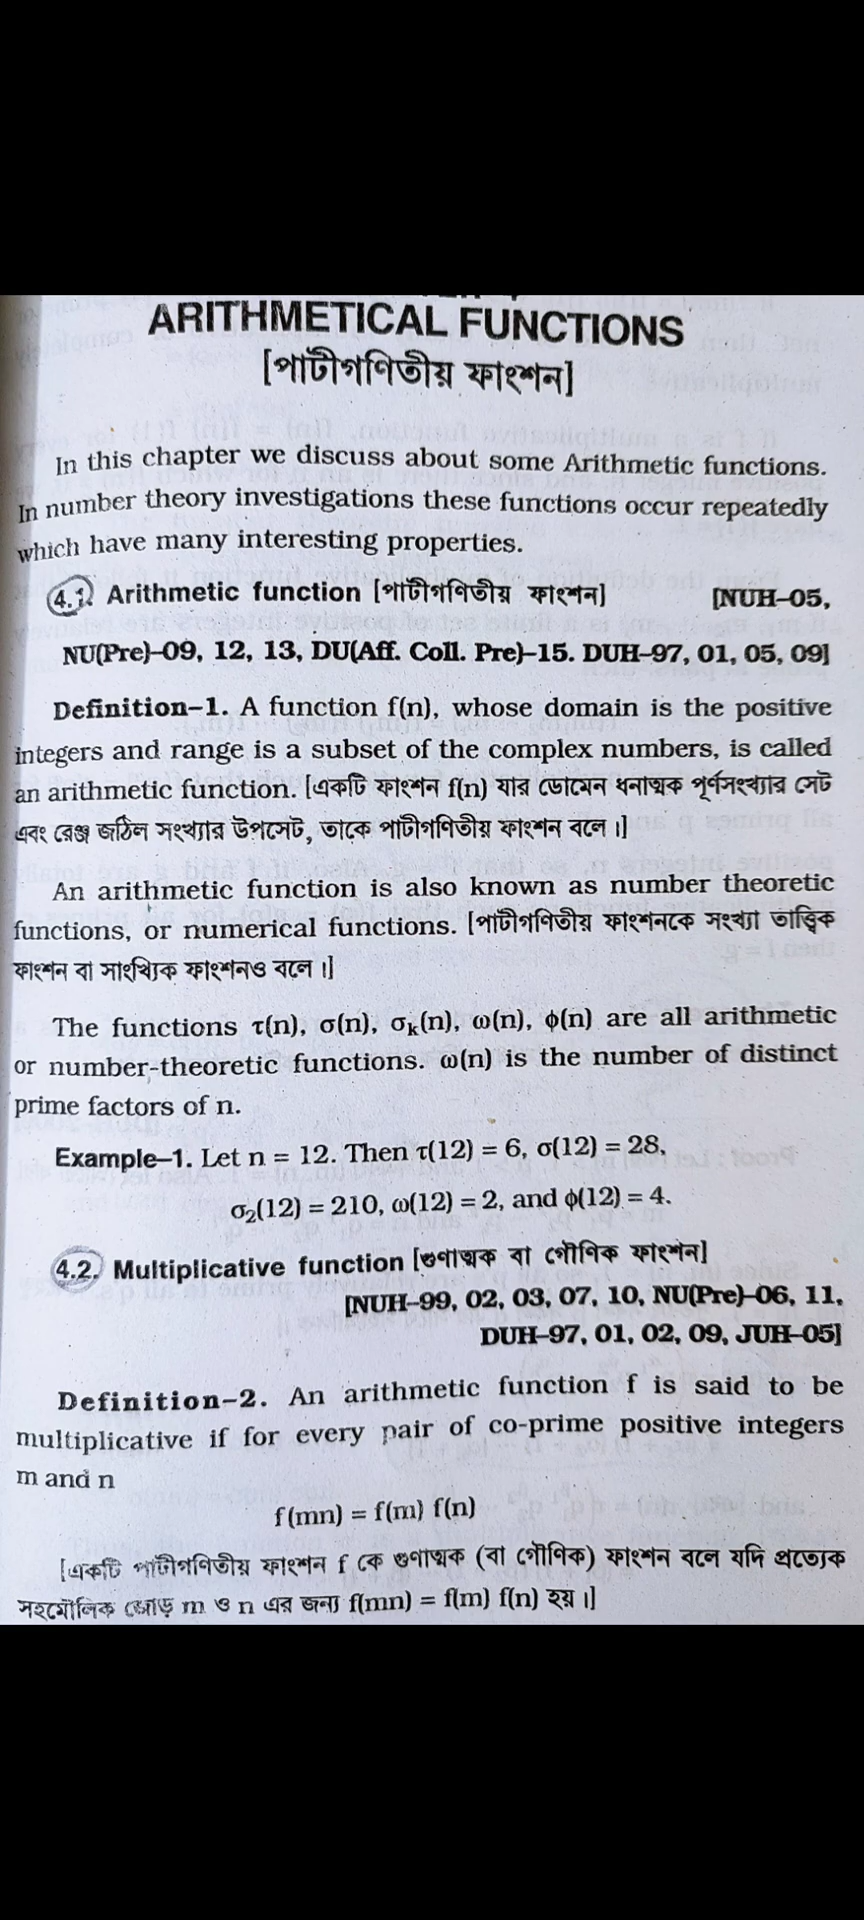 ARITHMETICAL FUNCTIONS
[পাটীগণিতীয় ফাংশন]
In this chapter we discuss about some Arithmetic functions.
In number theory investigations these functions occur repeatedly
which have many interesting properties.
4.1. Arithmetic function [পাটীগণিতীয় ফাংশন] [NUH–05,
NU(Pre)–09, 12, 13, DU(Aff. Coll. Pre)–15. DUH–97, 01, 05, 09]
Definition–1. A function f(n), whose domain is the positive
integers and range is a subset of the complex numbers, is called
an arithmetic function. [একটি ফাংশন f(n) যার ডোমেন ধনাত্মক পূর্ণসংখ্যার সেট
এবং রেঞ্জ জটিল সংখ্যার উপসেট, তাকে পাটীগণিতীয় ফাংশন বলে।]
An arithmetic function is also known as number theoretic
functions, or numerical functions. [পাটীগণিতীয় ফাংশনকে সংখ্যা তাত্ত্বিক
ফাংশন বা সাংখ্যিক ফাংশনও বলে।]
The functions τ(n), σ(n), σₖ(n), ω(n), ϕ(n) are all arithmetic
or number-theoretic functions. ω(n) is the number of distinct
prime factors of n.
Example–1. Let n = 12. Then τ(12) = 6, σ(12) = 28,
σ₂(12) = 210, ω(12) = 2, and ϕ(12) = 4.
4.2. Multiplicative function [গুণাত্মক বা গৌণিক ফাংশন]
[NUH–99, 02, 03, 07, 10, NU(Pre)–06, 11,
DUH–97, 01, 02, 09, JUH–05]
Definition–2. An arithmetic function f is said to be
multiplicative if for every pair of co-prime positive integers
m and n
f(mn) = f(m) f(n)
[একটি পাটীগণিতীয় ফাংশন f কে গুণাত্মক (বা গৌণিক) ফাংশন বলে যদি প্রত্যেক
সহমৌলিক জোড় m ও n এর জন্য f(mn) = f(m) f(n) হয়।]